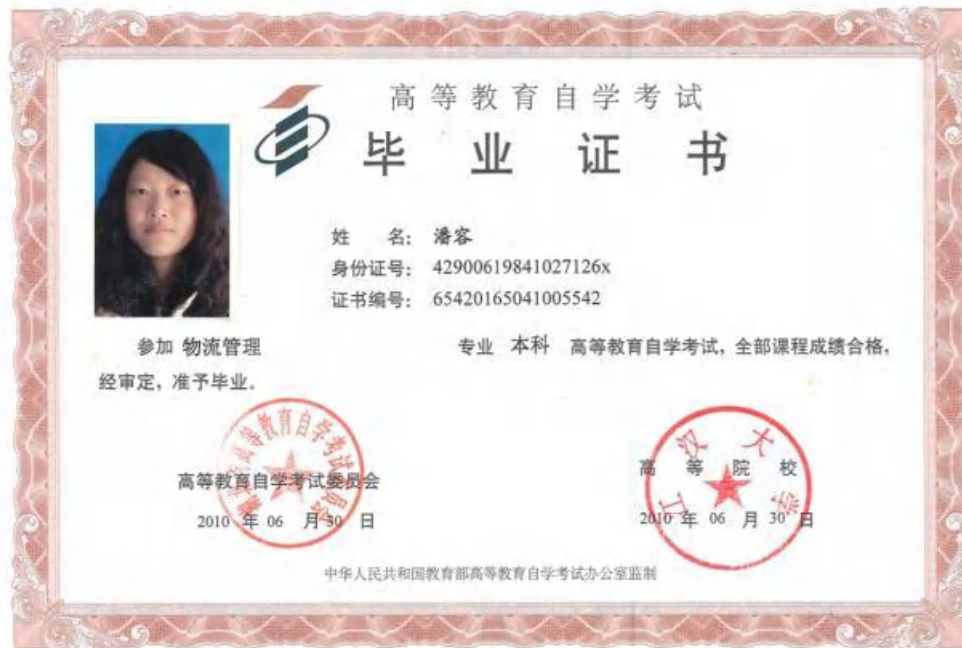 高等教育自学考试
毕业证书
姓 名: 潘容
身份证号: 42900619841027126x
证书编号: 65420165041005542
参加 物流管理 专业 本科 高等教育自学考试, 全部课程成绩合格,
经审定, 准予毕业。
高等教育自学考试委员会
2010 年 06 月 30 日
高等院校
江汉大学
2010 年 06 月 30 日
中华人民共和国教育部高等教育自学考试办公室监制